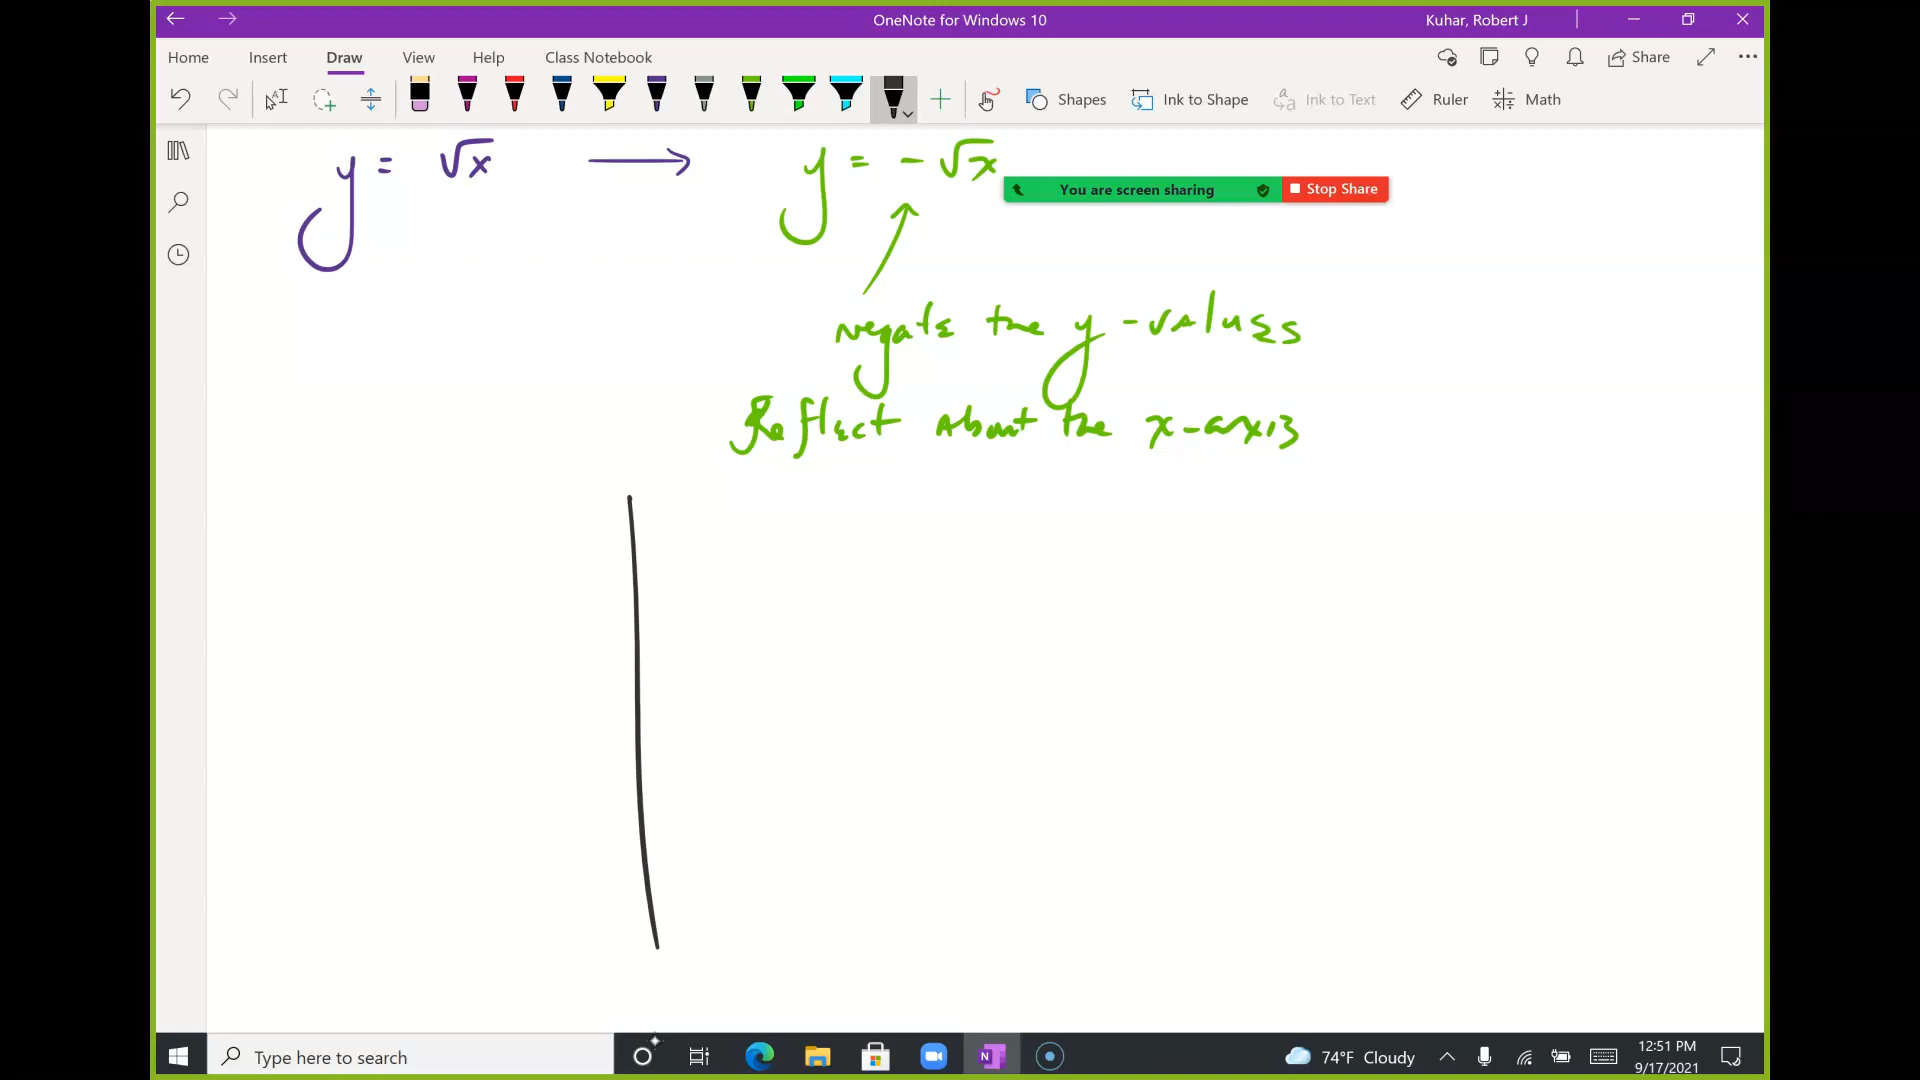 OneNote for Windows 10
Kuhar, Robert J
Home Insert Draw View Help Class Notebook Share
Shapes Ink to Shape Ink to Text Ruler Math
y = √x → y = - √x
You are screen sharing Stop Share
negate the y-values
Reflect About the x-axis
Type here to search
74°F Cloudy
12:51 PM
9/17/2021